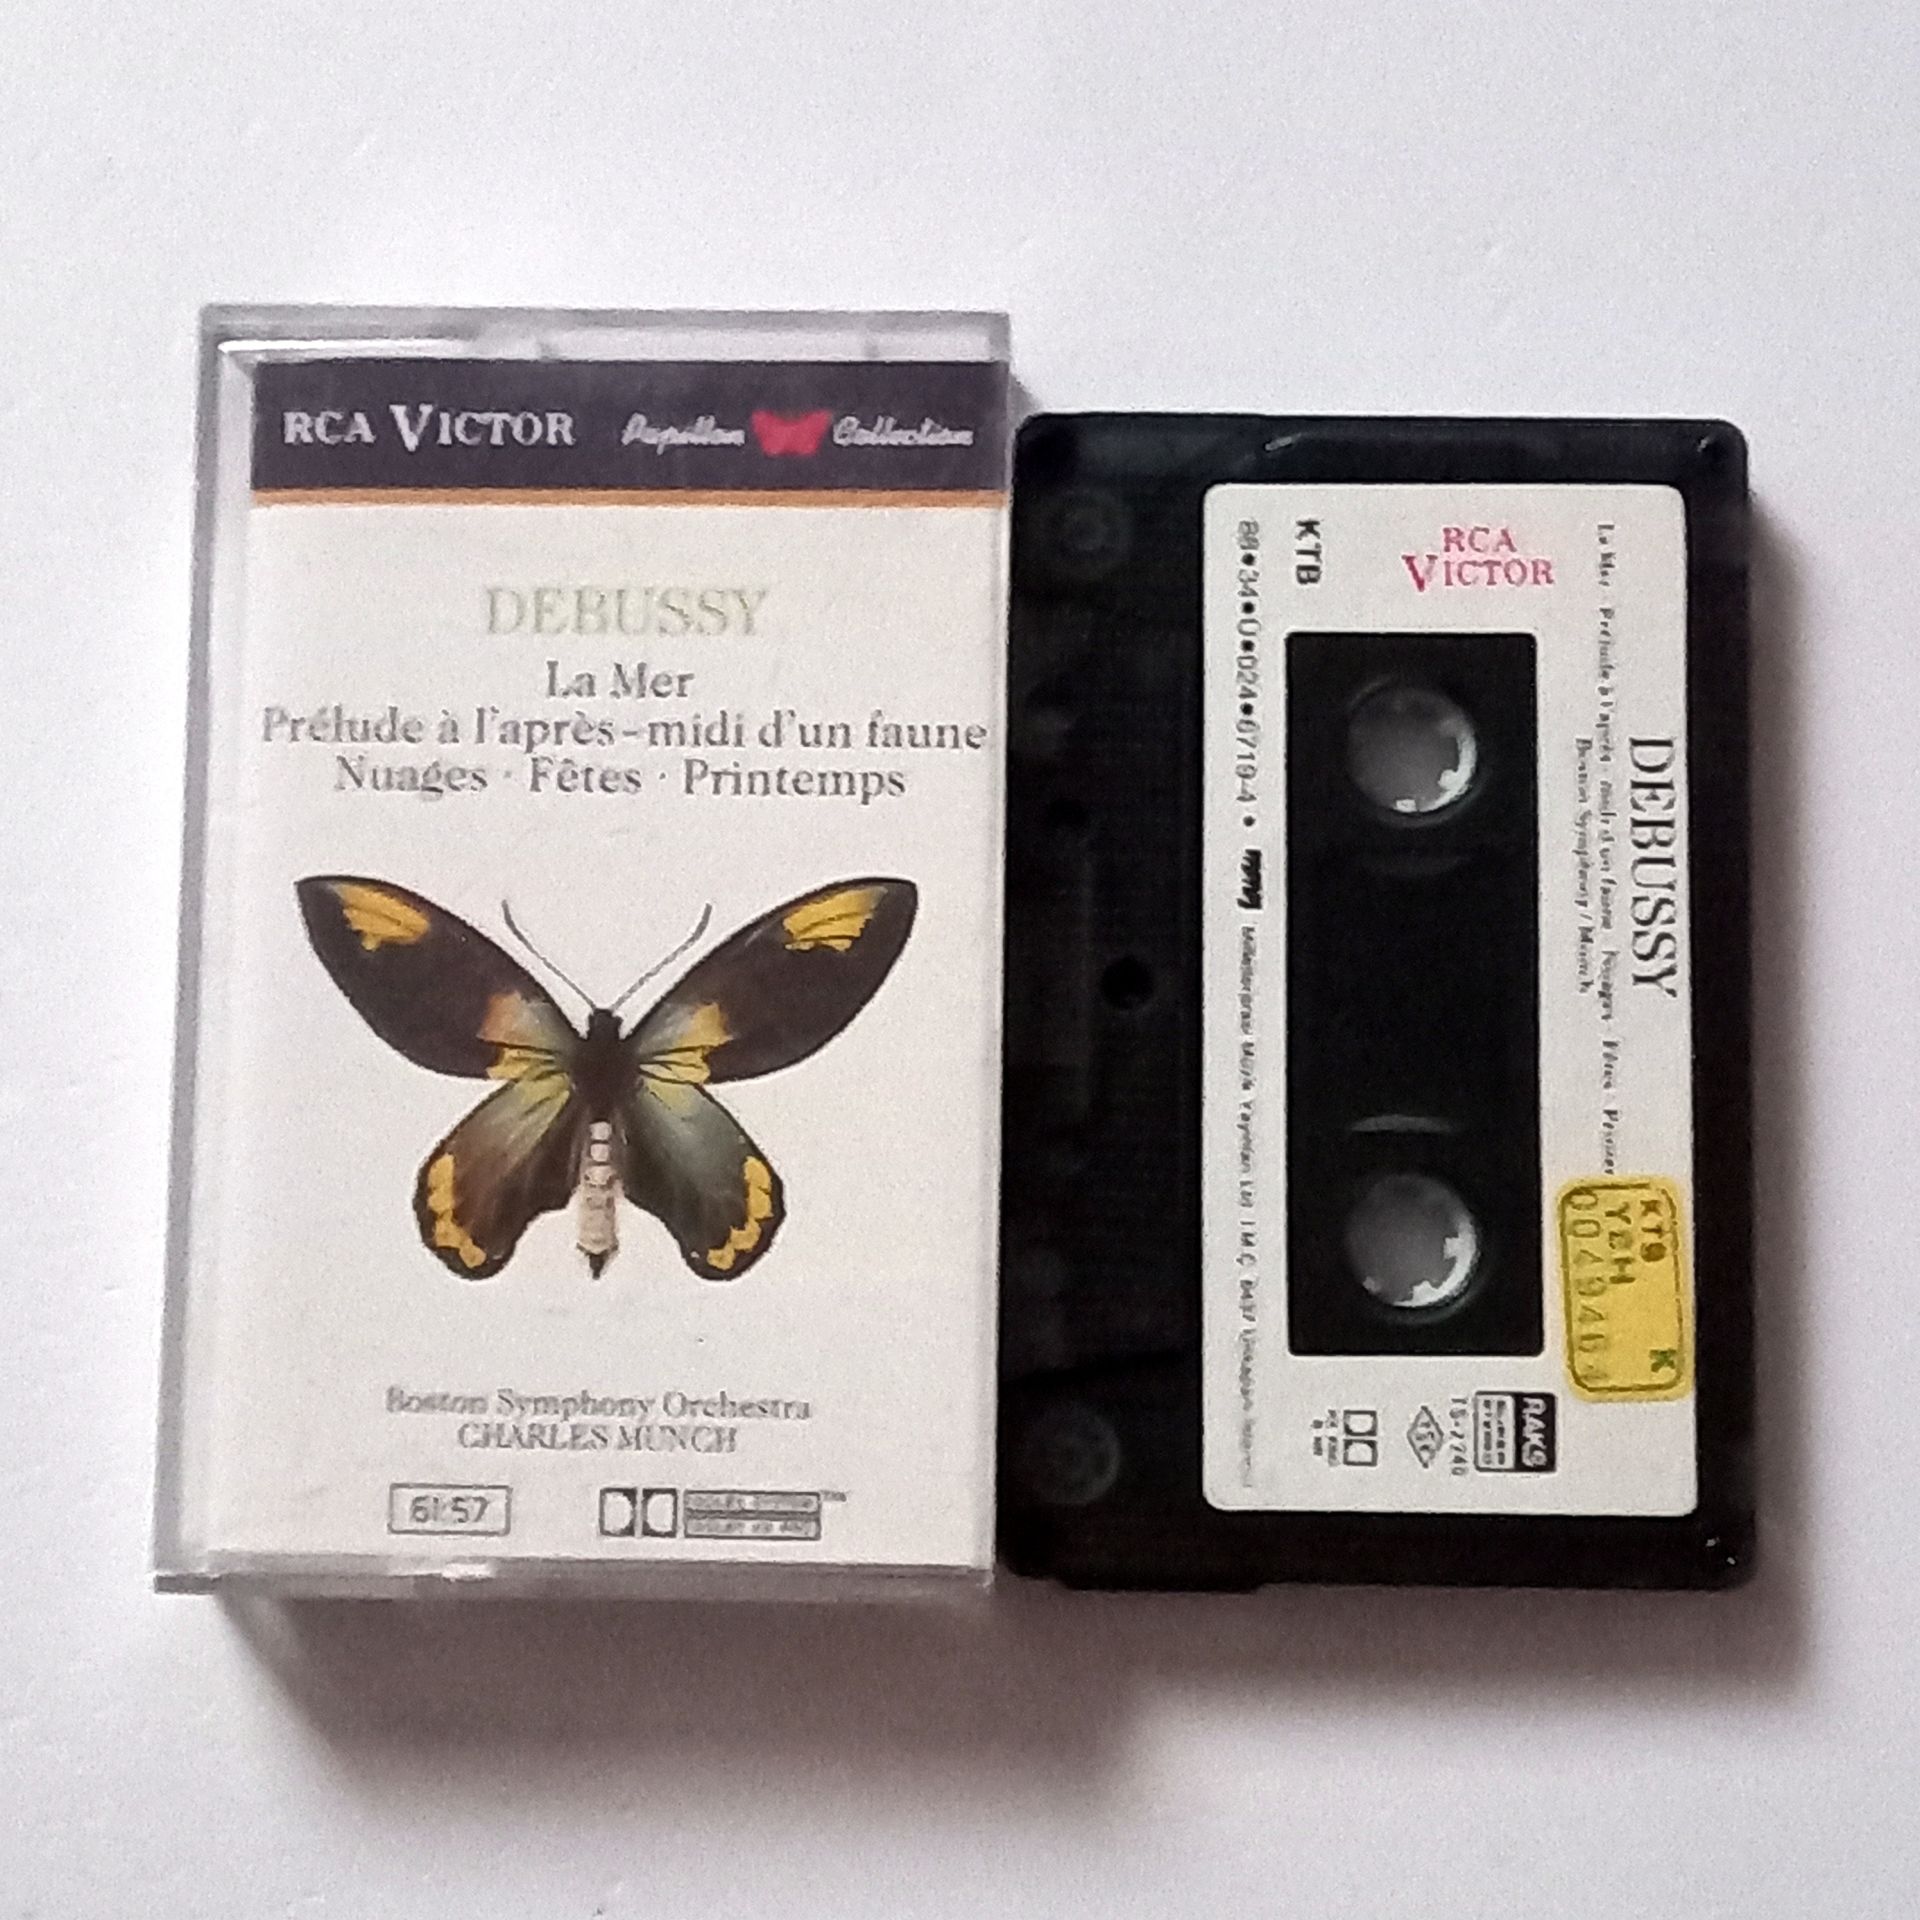 RCA VICTOR Papillon Collection
DEBUSSY
La Mer
Prélude à l'après-midi d'un faune
Nuages · Fêtes · Printemps
Boston Symphony Orchestra
CHARLES MUNCH
61:57
DEBUSSY
La Mer · Prélude à l'après - midi d'un faune · Nuages · Fêtes ·
Boston Symphony / Munch
RCA
VICTOR
KTB
RAKS
KTB
YCH
K